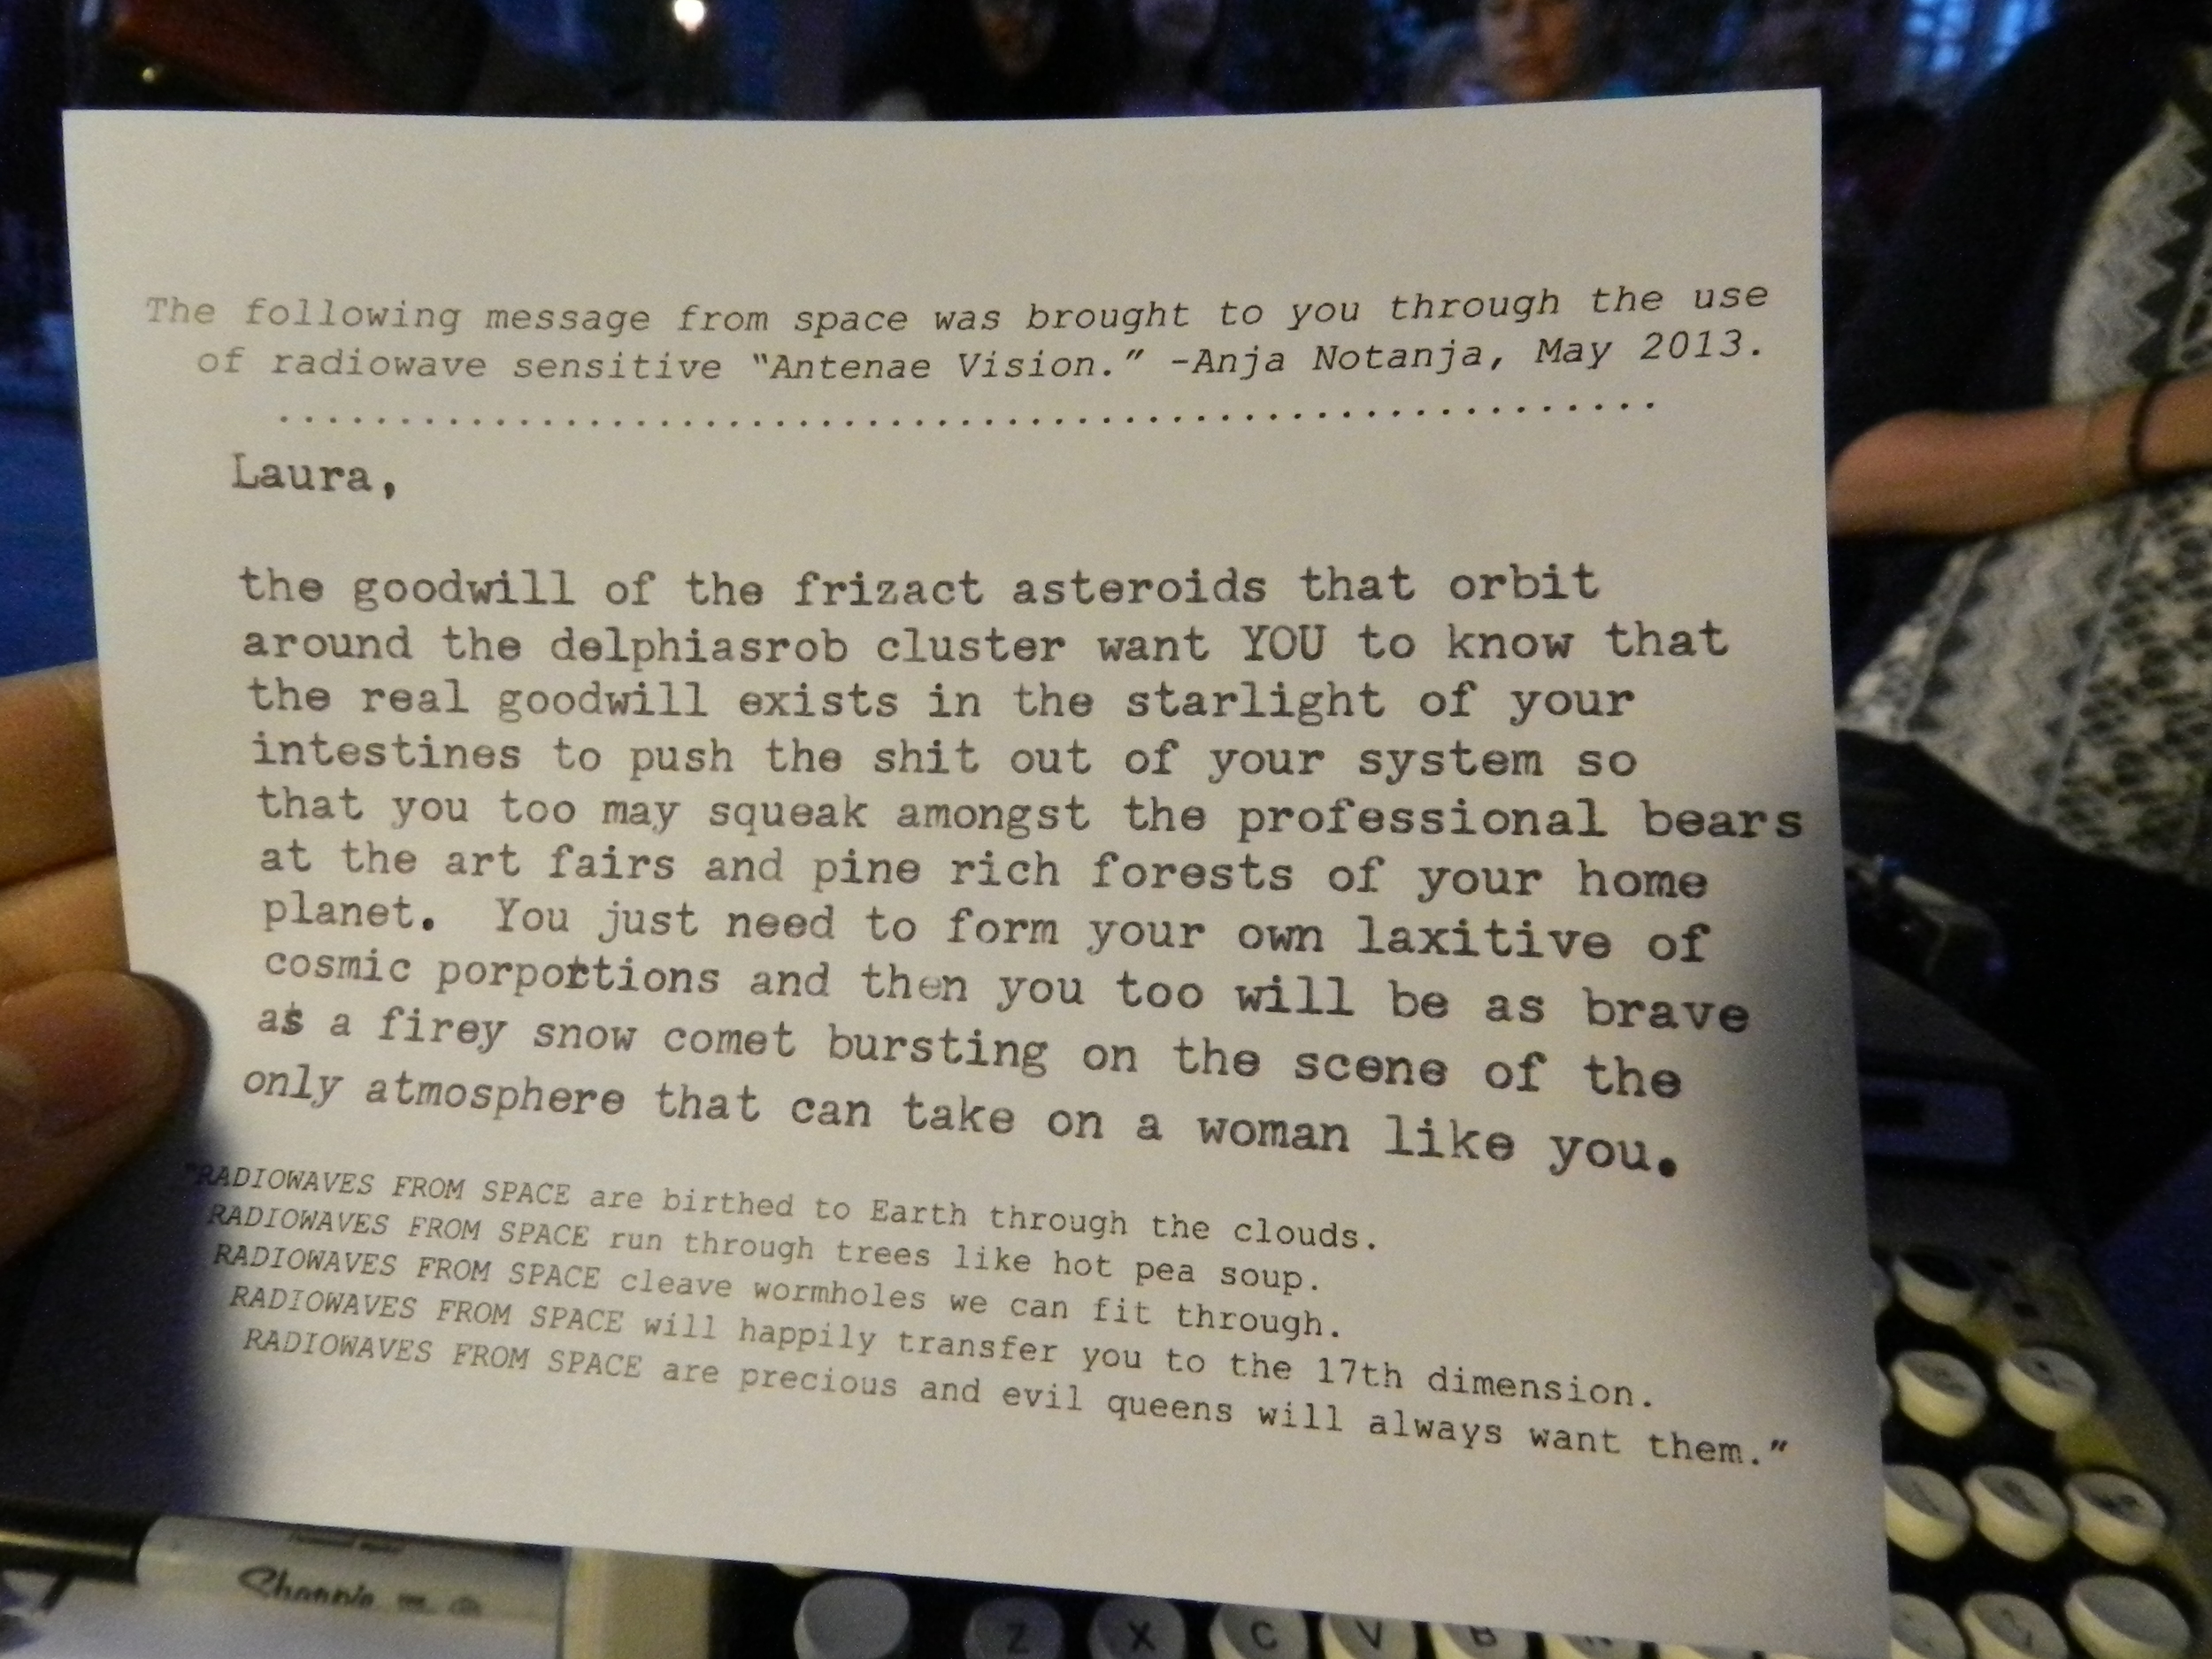 The following message from space was brought to you through the use
of radiowave sensitive "Antenae Vision." -Anja Notanja, May 2013.
........................................................
Laura,
the goodwill of the frizact asteroids that orbit
around the delphiasrob cluster want YOU to know that
the real goodwill exists in the starlight of your
intestines to push the shit out of your system so
that you too may squeak amongst the professional bears
at the art fairs and pine rich forests of your home
planet.  You just need to form your own laxitive of
cosmic porportions and then you too will be as brave
as a firey snow comet bursting on the scene of the
only atmosphere that can take on a woman like you.
"RADIOWAVES FROM SPACE are birthed to Earth through the clouds.
RADIOWAVES FROM SPACE run through trees like hot pea soup.
RADIOWAVES FROM SPACE cleave wormholes we can fit through.
RADIOWAVES FROM SPACE will happily transfer you to the 17th dimension.
RADIOWAVES FROM SPACE are precious and evil queens will always want them."
Sharpie
Z X C V B